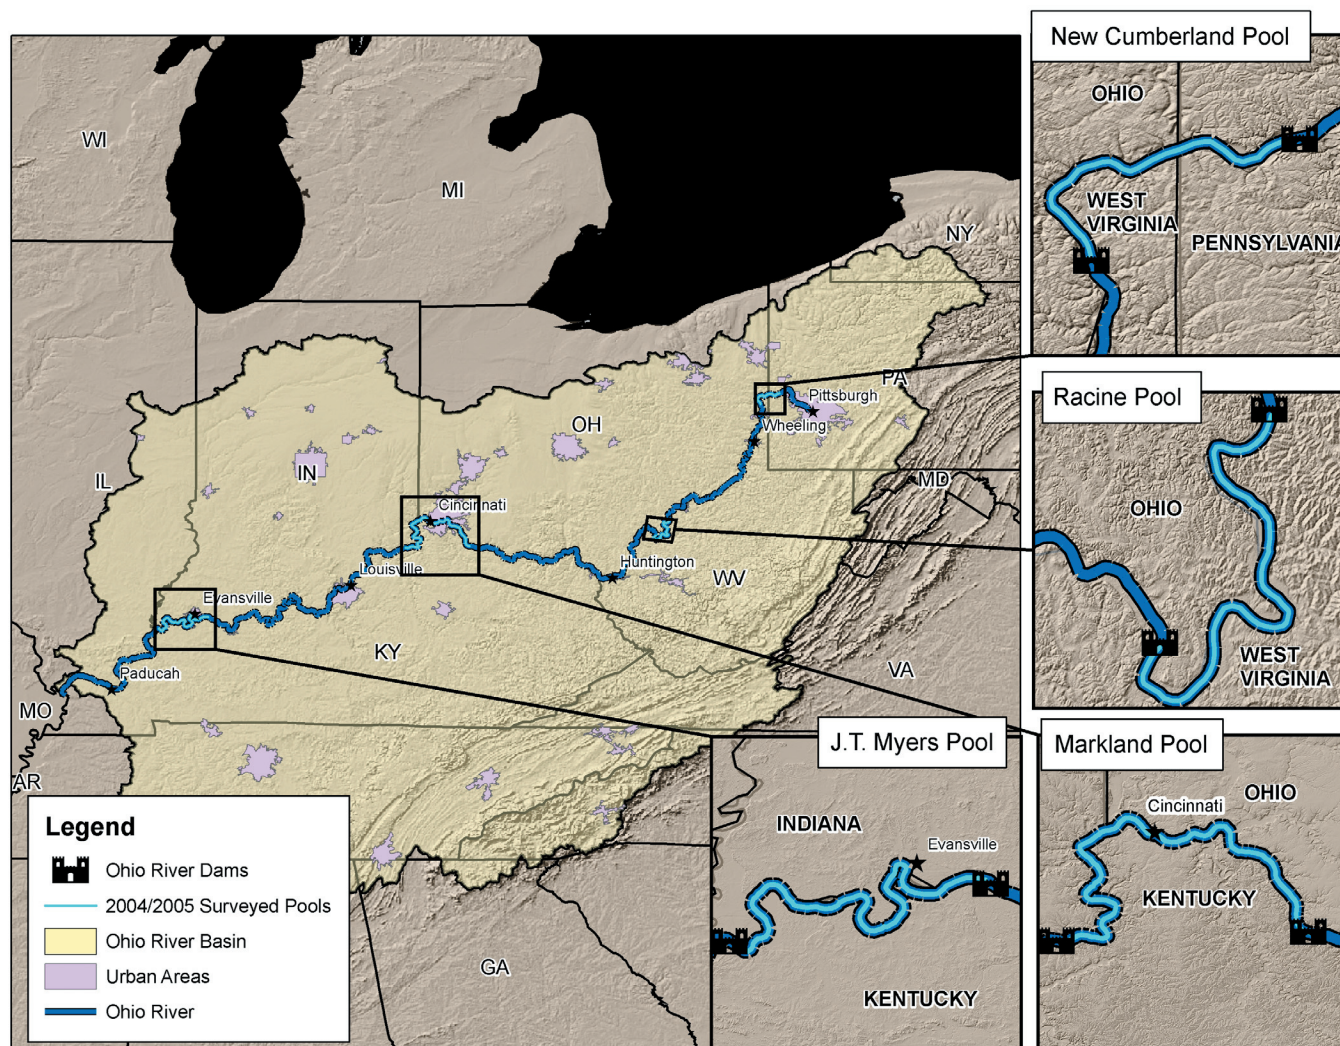 New Cumberland Pool
OHIO
WEST
VIRGINIA
PENNSYLVANIA
WI
MI
NY
PA
Pittsburgh
Wheeling
OH
IN
IL
MD
Cincinnati
Huntington
WV
Louisville
Evansville
KY
Paducah
VA
MO
AR
GA
Racine Pool
OHIO
WEST
VIRGINIA
J.T. Myers Pool
INDIANA
Evansville
KENTUCKY
Markland Pool
Cincinnati
OHIO
KENTUCKY
Legend
Ohio River Dams
2004/2005 Surveyed Pools
Ohio River Basin
Urban Areas
Ohio River